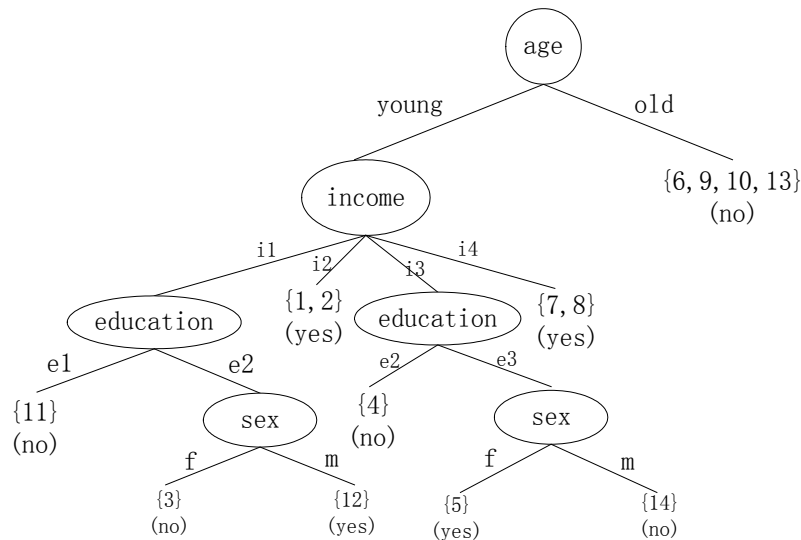 age
young
old
{6, 9, 10, 13}
(no)
income
i1
i2
i3
i4
education
{1, 2}
(yes)
education
{7, 8}
(yes)
e1
e2
e2
e3
{11}
(no)
sex
{4}
(no)
sex
f
m
f
m
{3}
(no)
{12}
(yes)
{5}
(yes)
{14}
(no)